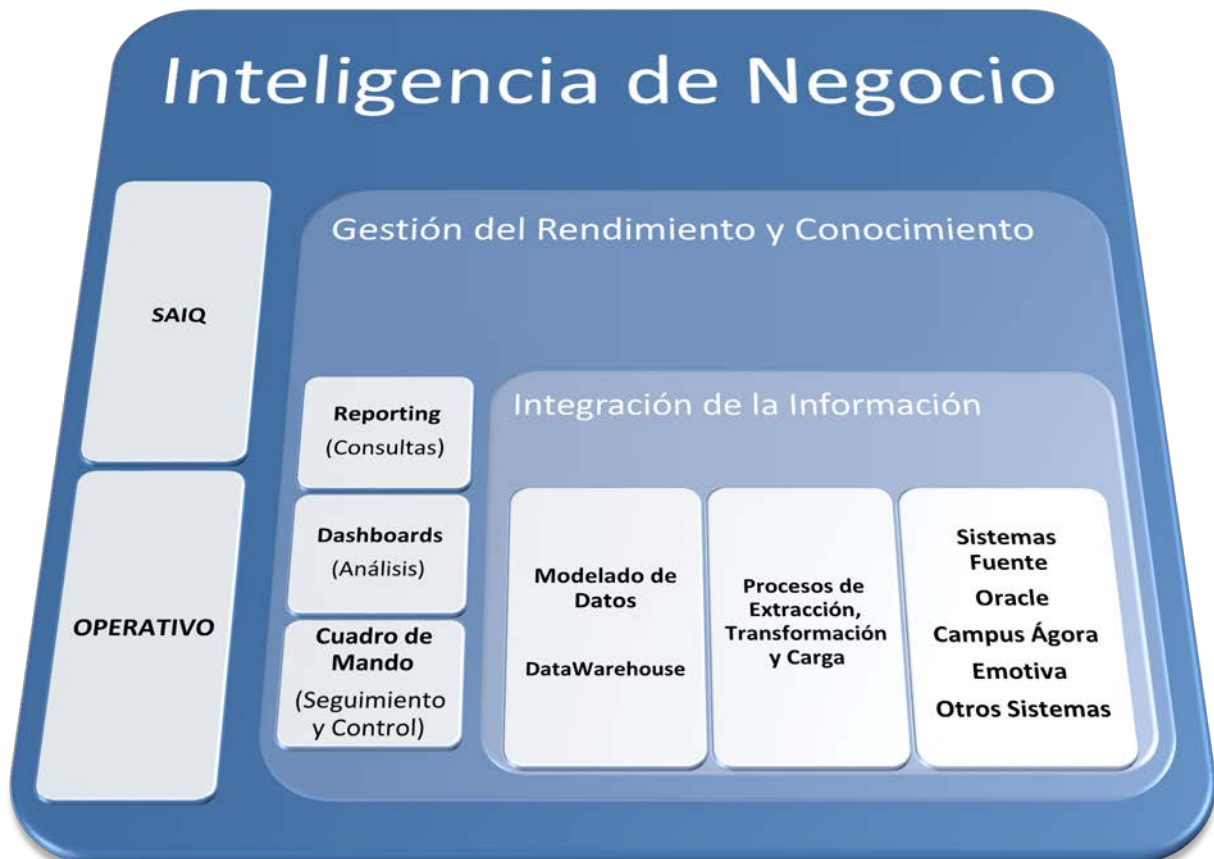 Inteligencia de Negocio
SAIQ
OPERATIVO
Gestión del Rendimiento y Conocimiento
Reporting
(Consultas)
Dashboards
(Análisis)
Cuadro de
Mando
(Seguimiento
y Control)
Integración de la Información
Modelado de
Datos
DataWarehouse
Procesos de
Extracción,
Transformación
y Carga
Sistemas
Fuente
Oracle
Campus Ágora
Emotiva
Otros Sistemas